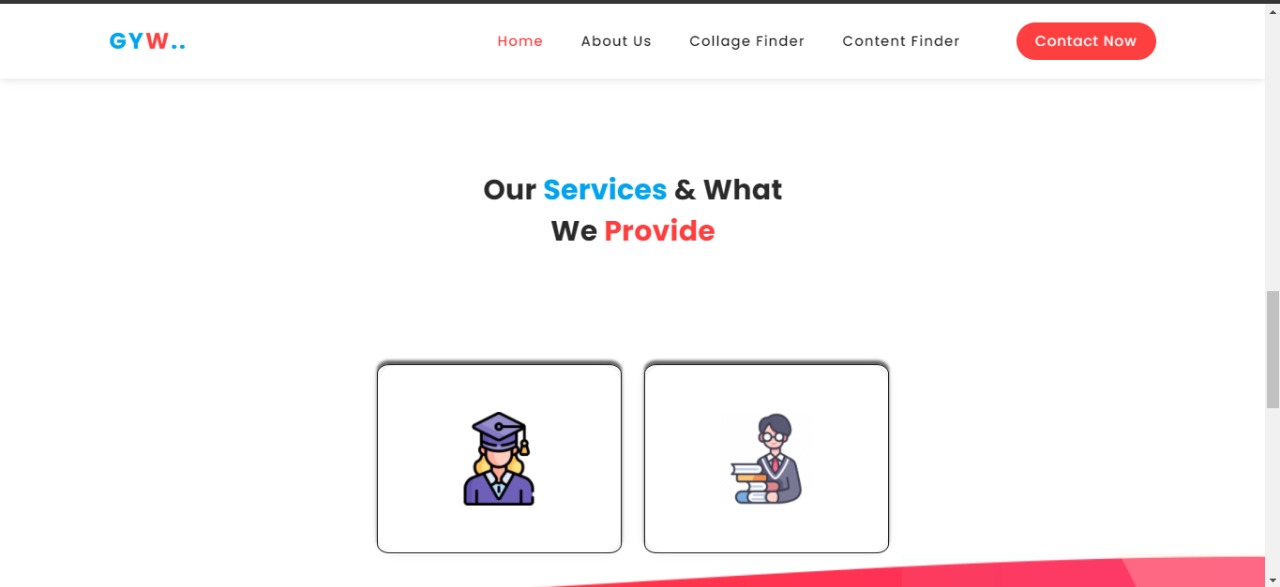 GYW..
Home
About Us
Collage Finder
Content Finder
Contact Now
Our Services & What
We Provide